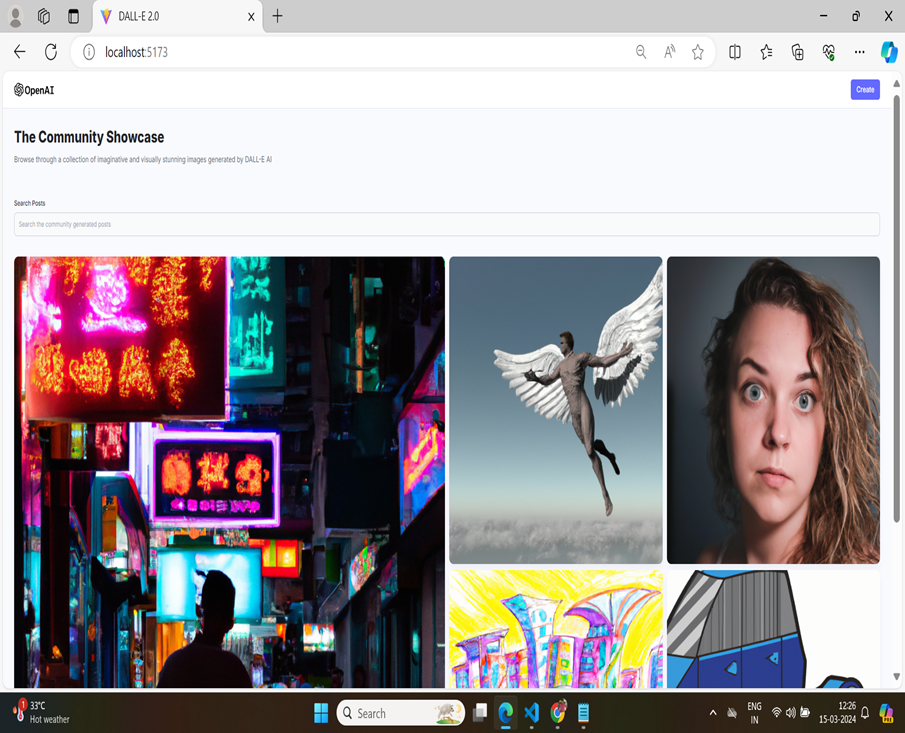 DALL-E 2.0
localhost:5173
OpenAI
Create
The Community Showcase
Browse through a collection of imaginative and visually stunning images generated by DALL-E AI
Search Posts
Search the community generated posts
1
33°C
Hot weather
Search
ENG
IN
12:26
15-03-2024